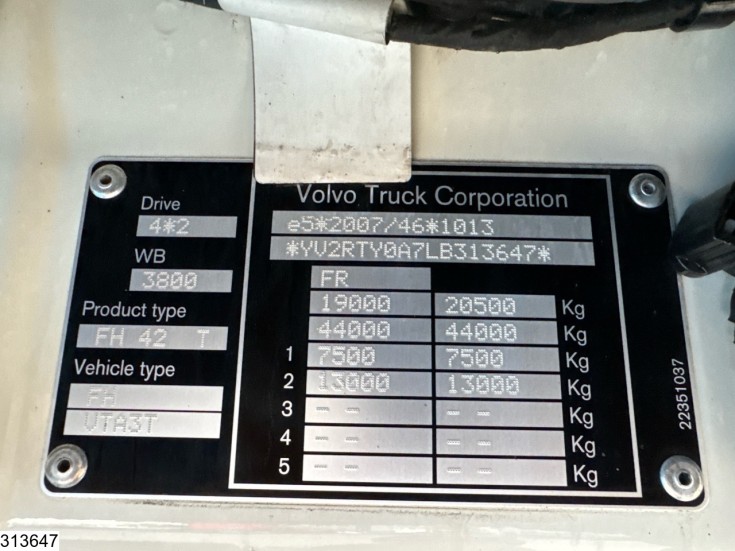 Volvo Truck Corporation
Drive
4*2
WB
3800
Product type
FH 42 T
Vehicle type
FH
VTA3T
e5*2007/46*1013
*YV2RTY0A7LB313647*
FR
19000 20500 Kg
44000 44000 Kg
1 7500 7500 Kg
2 13000 13000 Kg
3 - - - - Kg
4 - - - - Kg
5 - - - - Kg
22351037
313647